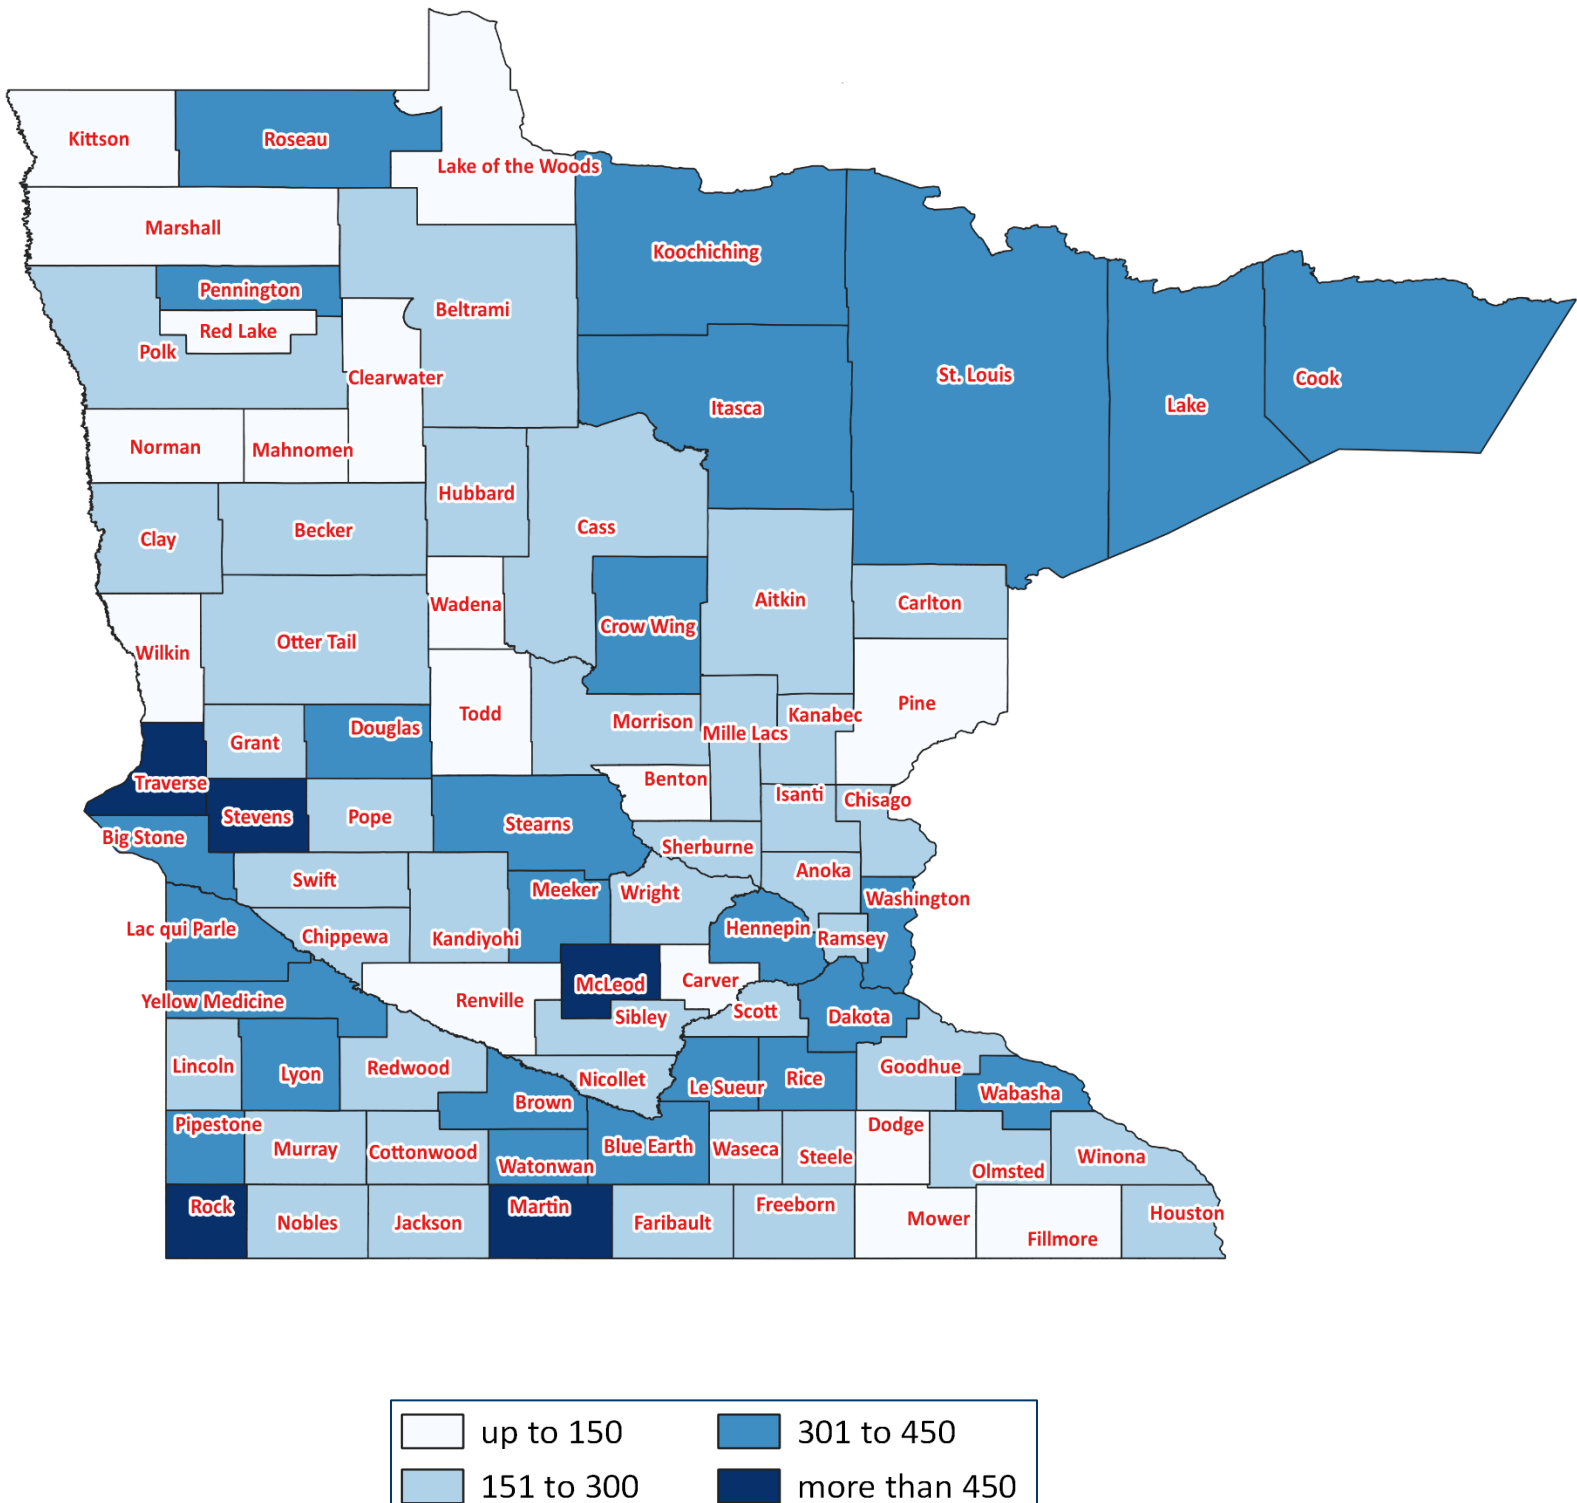 Kittson
Roseau
Lake of the Woods
Marshall
Koochiching
Pennington
Beltrami
Red Lake
Polk
Clearwater
St. Louis
Cook
Lake
Itasca
Norman
Mahnomen
Hubbard
Cass
Becker
Clay
Aitkin
Carlton
Wadena
Crow Wing
Otter Tail
Wilkin
Pine
Todd
Morrison
Kanabec
Douglas
Mille Lacs
Grant
Benton
Traverse
Isanti
Chisago
Stevens
Pope
Stearns
Big Stone
Sherburne
Anoka
Swift
Meeker
Wright
Washington
Lac qui Parle
Hennepin
Chippewa
Kandiyohi
Ramsey
Carver
McLeod
Yellow Medicine
Renville
Scott
Sibley
Dakota
Lincoln
Redwood
Goodhue
Lyon
Nicollet
Rice
Le Sueur
Wabasha
Brown
Pipestone
Dodge
Murray
Cottonwood
Blue Earth
Waseca
Steele
Winona
Watonwan
Olmsted
Rock
Martin
Freeborn
Houston
Mower
Nobles
Jackson
Faribault
Fillmore
up to 150
301 to 450
151 to 300
more than 450